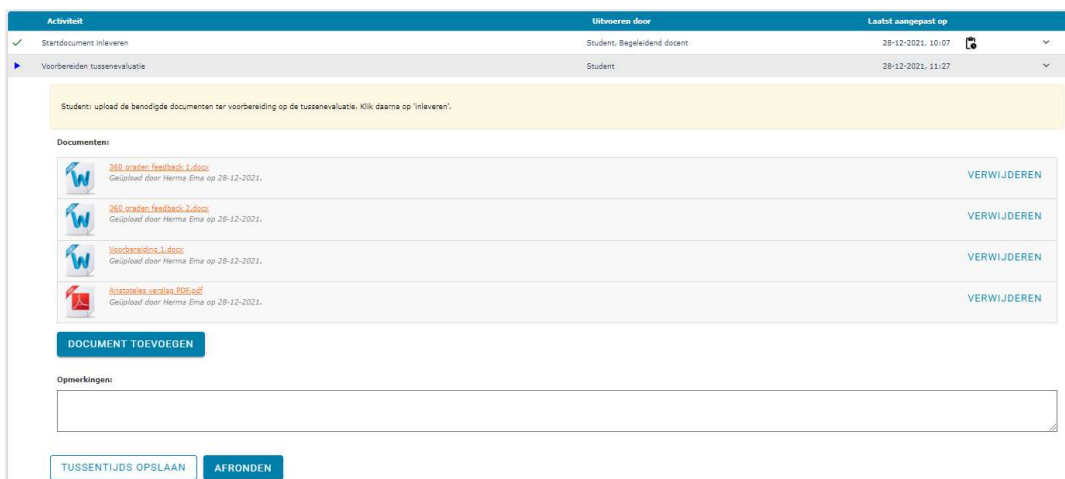 Activiteit Uitvoeren door Laatst aangepast op
Startdocument inleveren Student, Begeleidend docent 28-12-2021, 10:07
Voorbereiden tussenevaluatie Student 28-12-2021, 11:27
Student: upload de benodigde documenten ter voorbereiding op de tussenevaluatie. Klik daarna op 'inleveren'.
Documenten:
360 graden feedback 1.docx
Geüpload door Herma Ema op 28-12-2021.
VERWIJDEREN
360 graden feedback 2.docx
Geüpload door Herma Ema op 28-12-2021.
VERWIJDEREN
Voorbereiding 1.docx
Geüpload door Herma Ema op 28-12-2021.
VERWIJDEREN
Aristoteles verslag PDF.pdf
Geüpload door Herma Ema op 28-12-2021.
VERWIJDEREN
DOCUMENT TOEVOEGEN
Opmerkingen:
TUSSENTIJDS OPSLAAN AFRONDEN